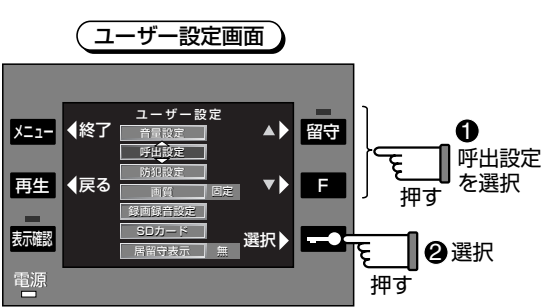 ユーザー設定画面
ユーザー設定
メニュー
◀終了
音量設定
▲▶
留守
呼出設定
防犯設定
再生
◀戻る
画質 固定
▼▶
F
録画録音設定
SDカード
表示確認
居留守表示 無
選択▶
電源
❶
呼出設定
を選択
押す
❷選択
押す